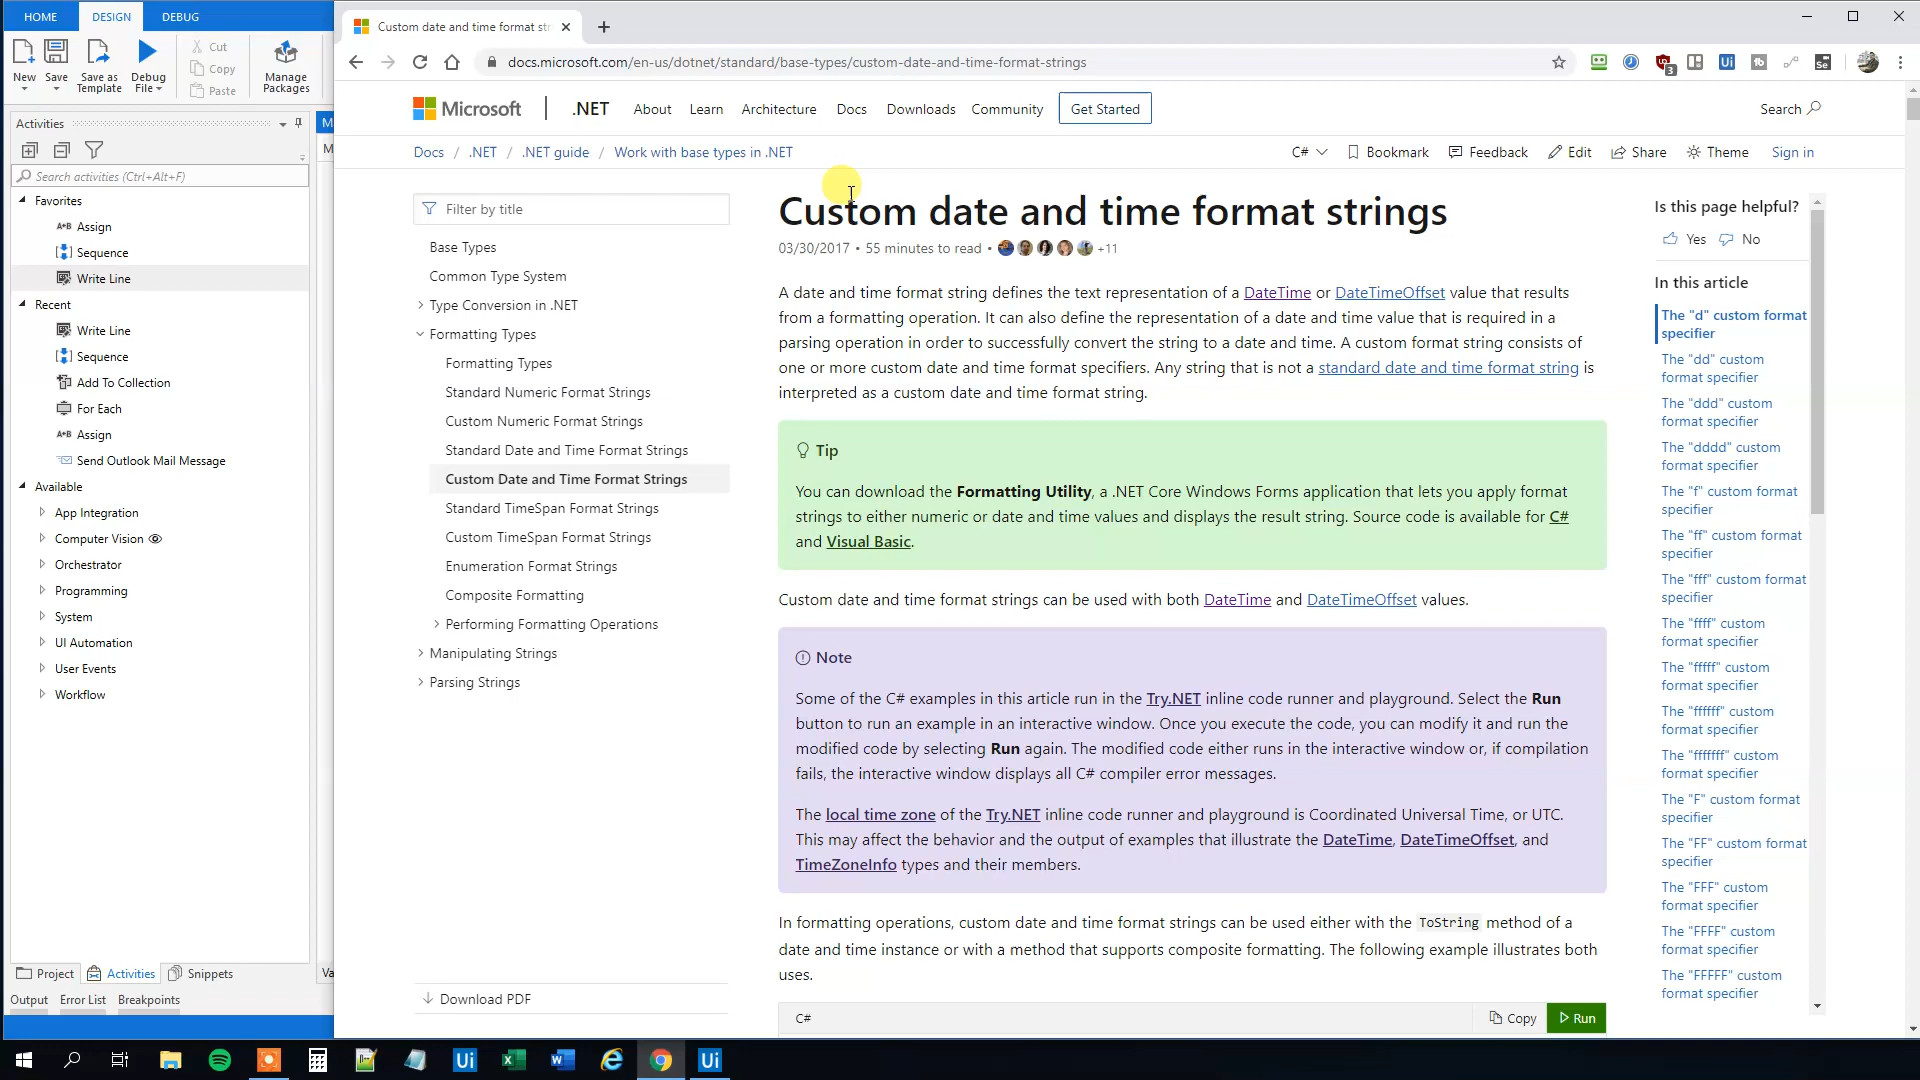 HOME DESIGN DEBUG
New Save Save as Template Debug File Cut Copy Paste Manage Packages
Activities
Search activities (Ctrl+Alt+F)
Favorites
Assign
Sequence
Write Line
Recent
Write Line
Sequence
Add To Collection
For Each
Assign
Send Outlook Mail Message
Available
App Integration
Computer Vision
Orchestrator
Programming
System
UI Automation
User Events
Workflow
Project Activities Snippets
Output Error List Breakpoints
Custom date and time format st
docs.microsoft.com/en-us/dotnet/standard/base-types/custom-date-and-time-format-strings
Microsoft .NET About Learn Architecture Docs Downloads Community Get Started Search
Docs / .NET / .NET guide / Work with base types in .NET C# Bookmark Feedback Edit Share Theme Sign in
Filter by title
Base Types
Common Type System
Type Conversion in .NET
Formatting Types
Formatting Types
Standard Numeric Format Strings
Custom Numeric Format Strings
Standard Date and Time Format Strings
Custom Date and Time Format Strings
Standard TimeSpan Format Strings
Custom TimeSpan Format Strings
Enumeration Format Strings
Composite Formatting
Performing Formatting Operations
Manipulating Strings
Parsing Strings
Download PDF
Custom date and time format strings
03/30/2017 • 55 minutes to read • +11
A date and time format string defines the text representation of a DateTime or DateTimeOffset value that results
from a formatting operation. It can also define the representation of a date and time value that is required in a
parsing operation in order to successfully convert the string to a date and time. A custom format string consists of
one or more custom date and time format specifiers. Any string that is not a standard date and time format string is
interpreted as a custom date and time format string.
Tip
You can download the Formatting Utility, a .NET Core Windows Forms application that lets you apply format
strings to either numeric or date and time values and displays the result string. Source code is available for C#
and Visual Basic.
Custom date and time format strings can be used with both DateTime and DateTimeOffset values.
Note
Some of the C# examples in this article run in the Try.NET inline code runner and playground. Select the Run
button to run an example in an interactive window. Once you execute the code, you can modify it and run the
modified code by selecting Run again. The modified code either runs in the interactive window or, if compilation
fails, the interactive window displays all C# compiler error messages.
The local time zone of the Try.NET inline code runner and playground is Coordinated Universal Time, or UTC.
This may affect the behavior and the output of examples that illustrate the DateTime, DateTimeOffset, and
TimeZoneInfo types and their members.
In formatting operations, custom date and time format strings can be used either with the ToString method of a
date and time instance or with a method that supports composite formatting. The following example illustrates both
uses.
C# Copy Run
Is this page helpful?
Yes No
In this article
The "d" custom format
specifier
The "dd" custom
format specifier
The "ddd" custom
format specifier
The "dddd" custom
format specifier
The "f" custom format
specifier
The "ff" custom format
specifier
The "fff" custom format
specifier
The "ffff" custom
format specifier
The "fffff" custom
format specifier
The "ffffff" custom
format specifier
The "fffffff" custom
format specifier
The "F" custom format
specifier
The "FF" custom format
specifier
The "FFF" custom
format specifier
The "FFFF" custom
format specifier
The "FFFFF" custom
format specifier